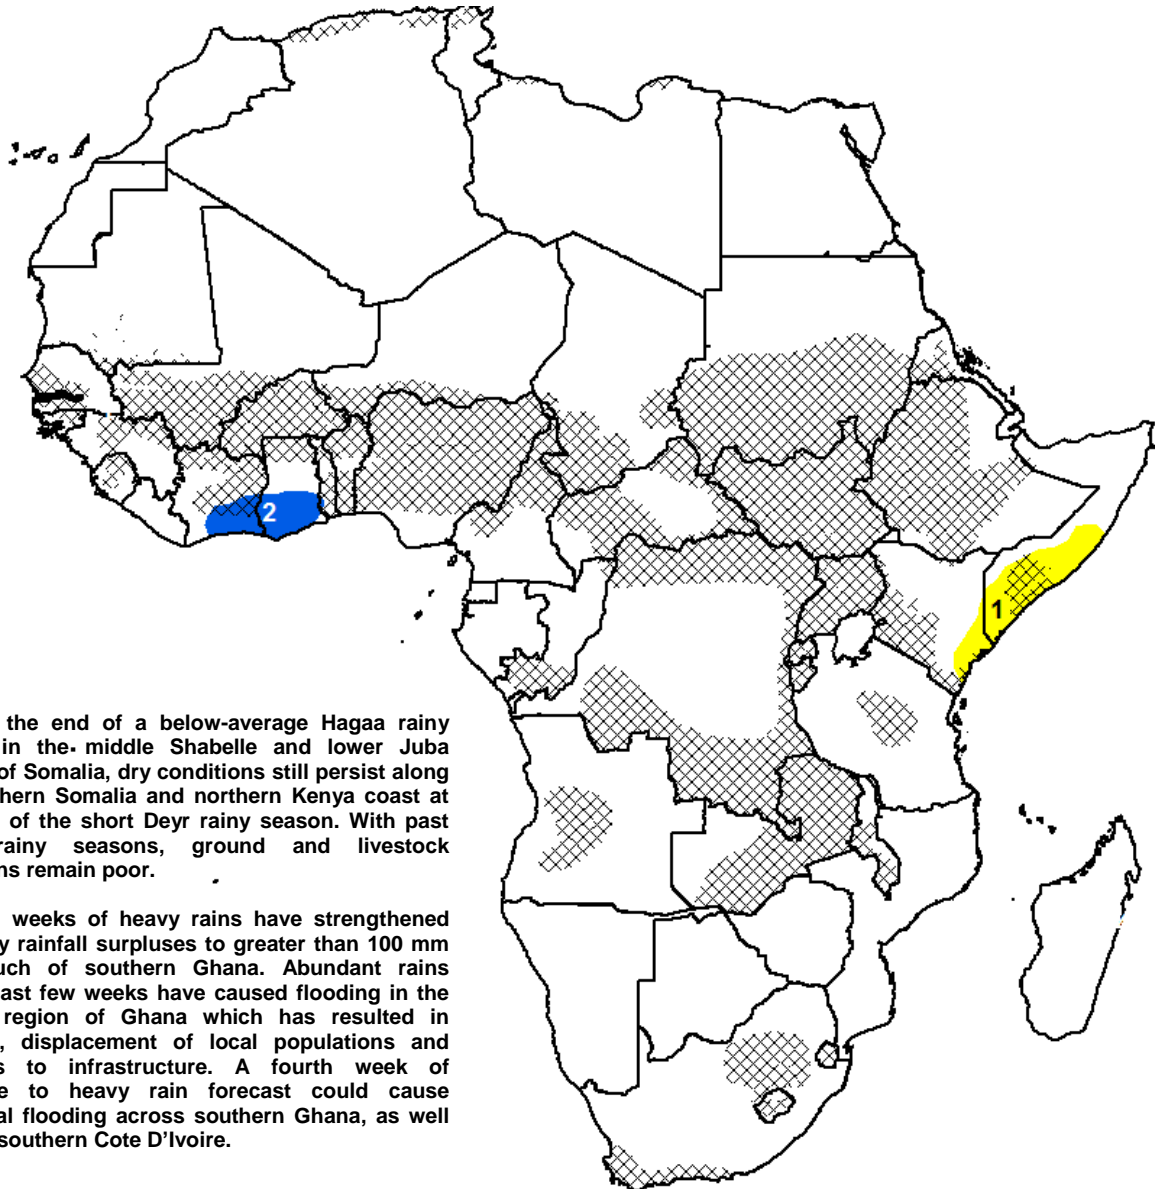 the end of a below-average Hagaa rainy
in the middle Shabelle and lower Juba
of Somalia, dry conditions still persist along
hern Somalia and northern Kenya coast at
of the short Deyr rainy season. With past
rainy seasons, ground and livestock
ns remain poor.
weeks of heavy rains have strengthened
y rainfall surpluses to greater than 100 mm
uch of southern Ghana. Abundant rains
ast few weeks have caused flooding in the
region of Ghana which has resulted in
, displacement of local populations and
s to infrastructure. A fourth week of
e to heavy rain forecast could cause
al flooding across southern Ghana, as well
southern Cote D'Ivoire.
2
1